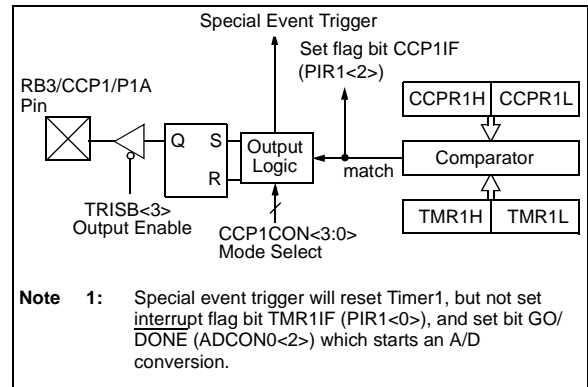 Special Event Trigger
Set flag bit CCP1IF
(PIR1<2>)
RB3/CCP1/P1A
Pin
CCPR1H CCPR1L
Q S Output
Logic
R
match
Comparator
TRISB<3>
Output Enable
CCP1CON<3:0>
Mode Select
TMR1H TMR1L
Note 1: Special event trigger will reset Timer1, but not set
interrupt flag bit TMR1IF (PIR1<0>), and set bit GO/
DONE (ADCON0<2>) which starts an A/D
conversion.